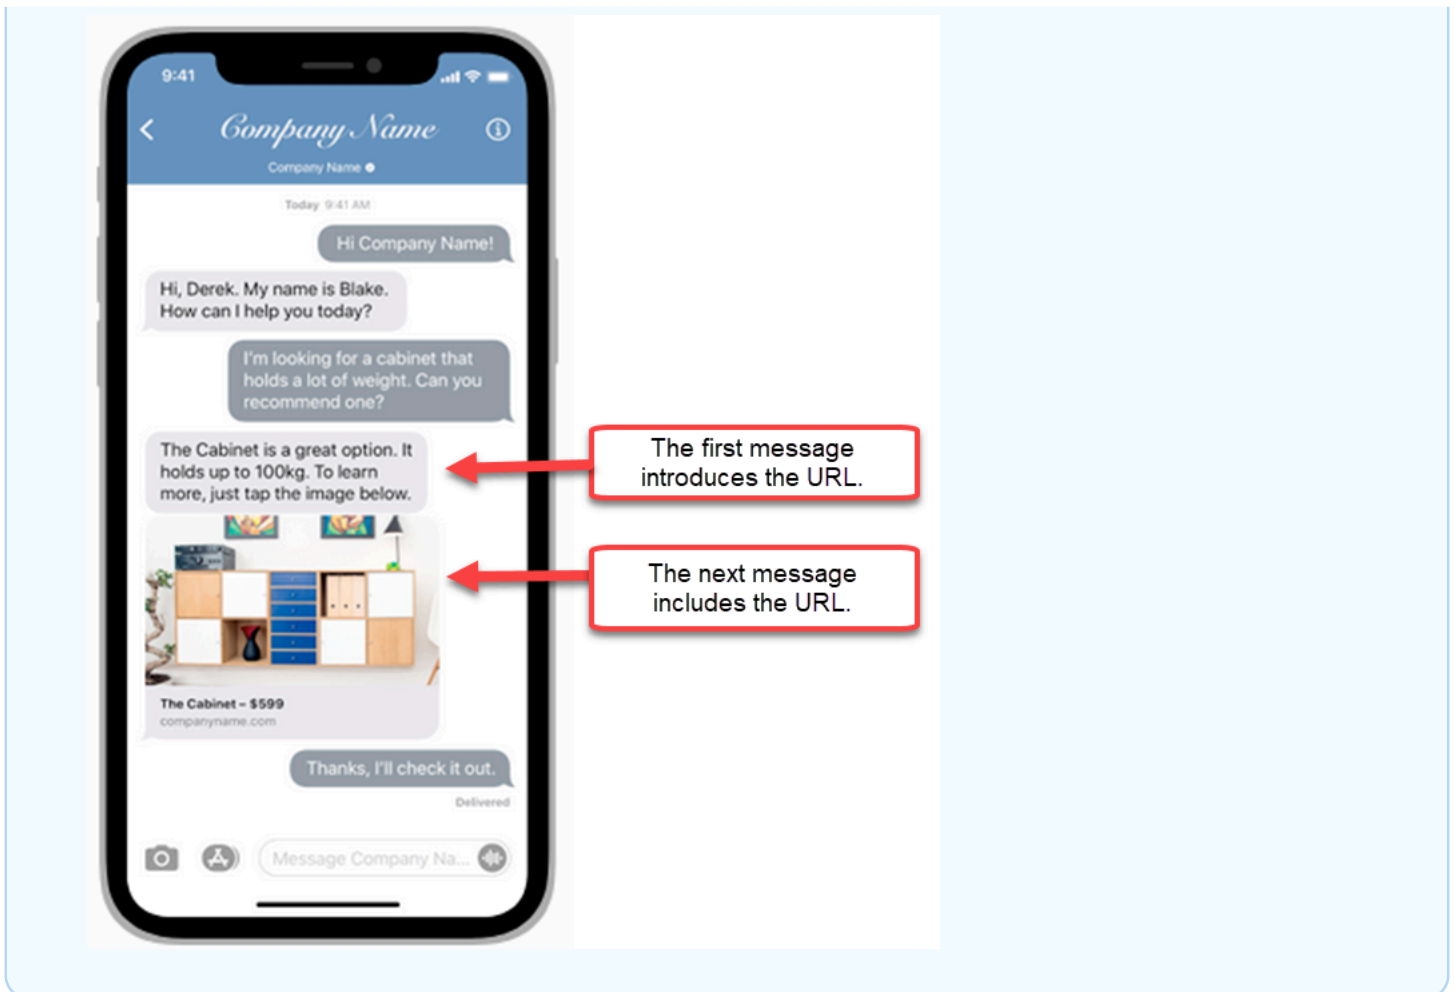 9:41
Company Name
Company Name
Today 9:41 AM
Hi Company Name!
Hi, Derek. My name is Blake.
How can I help you today?
I'm looking for a cabinet that
holds a lot of weight. Can you
recommend one?
The Cabinet is a great option. It
holds up to 100kg. To learn
more, just tap the image below.
The first message
introduces the URL.
The next message
includes the URL.
The Cabinet – $599
companyname.com
Thanks, I'll check it out.
Delivered
Message Company Na...